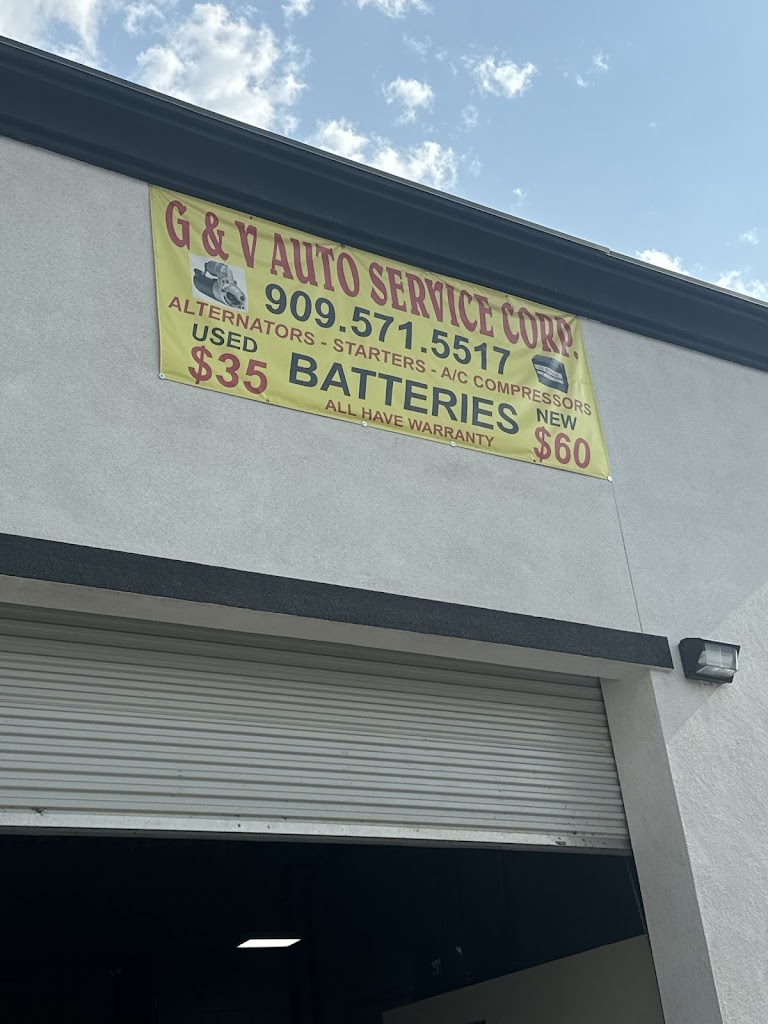 G & V AUTO SERVICE CORP.
909.571.5517
ALTERNATORS - STARTERS - A/C COMPRESSORS
USED
$35
BATTERIES
ALL HAVE WARRANTY
NEW
$60